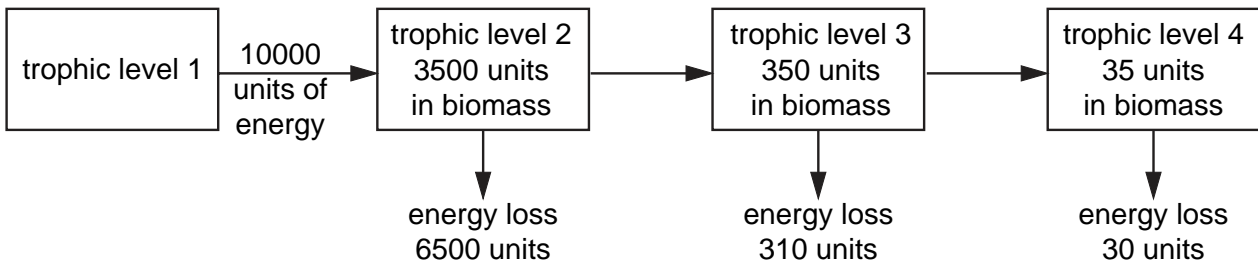 trophic level 1
10000
units of
energy
trophic level 2
3500 units
in biomass
trophic level 3
350 units
in biomass
trophic level 4
35 units
in biomass
energy loss
6500 units
energy loss
310 units
energy loss
30 units